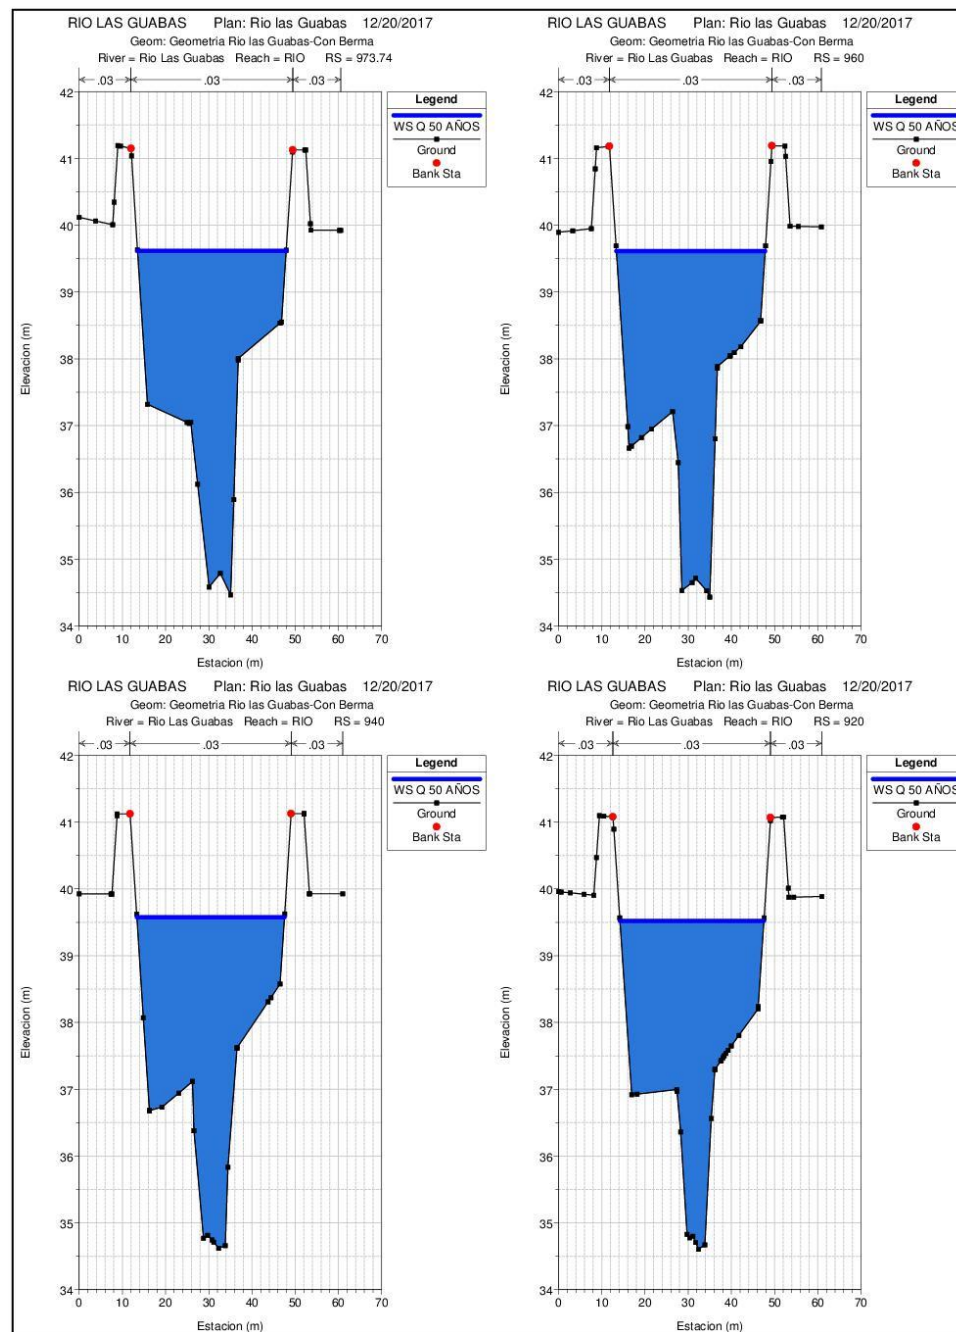 RIO LAS GUABAS Plan: Rio las Guabas 12/20/2017
Geom: Geometria Rio las Guabas-Con Berma
River = Rio Las Guabas Reach = RIO RS = 973.74
.03 .03 .03
Legend
WS Q 50 AÑOS
Ground
Bank Sta
42
41
40
39
38
37
36
35
34
Elevacion (m)
0 10 20 30 40 50 60 70
Estacion (m)
RIO LAS GUABAS Plan: Rio las Guabas 12/20/2017
Geom: Geometria Rio las Guabas-Con Berma
River = Rio Las Guabas Reach = RIO RS = 960
.03 .03 .03
Legend
WS Q 50 AÑOS
Ground
Bank Sta
42
41
40
39
38
37
36
35
34
Elevacion (m)
0 10 20 30 40 50 60 70
Estacion (m)
RIO LAS GUABAS Plan: Rio las Guabas 12/20/2017
Geom: Geometria Rio las Guabas-Con Berma
River = Rio Las Guabas Reach = RIO RS = 940
.03 .03 .03
Legend
WS Q 50 AÑOS
Ground
Bank Sta
42
41
40
39
38
37
36
35
34
Elevacion (m)
0 10 20 30 40 50 60 70
Estacion (m)
RIO LAS GUABAS Plan: Rio las Guabas 12/20/2017
Geom: Geometria Rio las Guabas-Con Berma
River = Rio Las Guabas Reach = RIO RS = 920
.03 .03 .03
Legend
WS Q 50 AÑOS
Ground
Bank Sta
42
41
40
39
38
37
36
35
34
Elevacion (m)
0 10 20 30 40 50 60 70
Estacion (m)